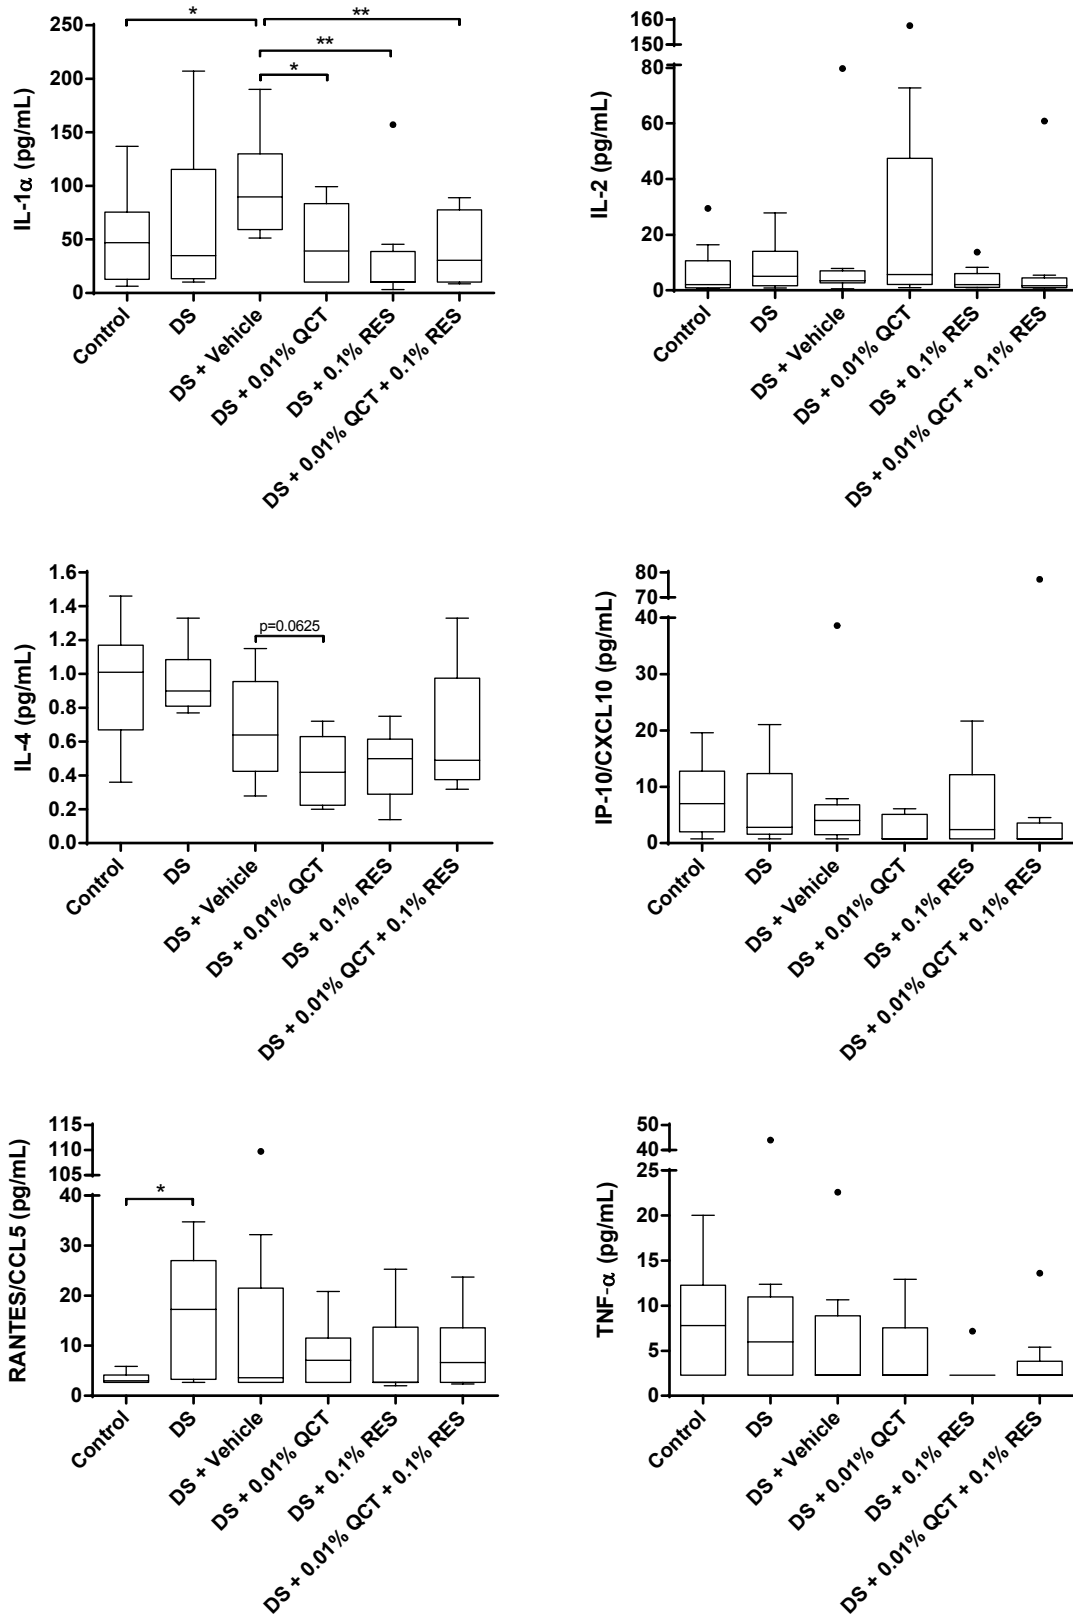 IL-1α (pg/mL)
250
200
150
100
50
0
*
**
**
*
Control
DS
DS + Vehicle
DS + 0.01% QCT
DS + 0.1% RES
DS + 0.01% QCT + 0.1% RES
IL-2 (pg/mL)
160
150
80
60
40
20
0
Control
DS
DS + Vehicle
DS + 0.01% QCT
DS + 0.1% RES
DS + 0.01% QCT + 0.1% RES
IL-4 (pg/mL)
1.6
1.4
1.2
1.0
0.8
0.6
0.4
0.2
0.0
p=0.0625
Control
DS
DS + Vehicle
DS + 0.01% QCT
DS + 0.1% RES
DS + 0.01% QCT + 0.1% RES
IP-10/CXCL10 (pg/mL)
80
70
40
30
20
10
0
Control
DS
DS + Vehicle
DS + 0.01% QCT
DS + 0.1% RES
DS + 0.01% QCT + 0.1% RES
RANTES/CCL5 (pg/mL)
115
110
105
40
30
20
10
0
*
Control
DS
DS + Vehicle
DS + 0.01% QCT
DS + 0.1% RES
DS + 0.01% QCT + 0.1% RES
TNF-α (pg/mL)
50
40
25
20
15
10
5
0
Control
DS
DS + Vehicle
DS + 0.01% QCT
DS + 0.1% RES
DS + 0.01% QCT + 0.1% RES